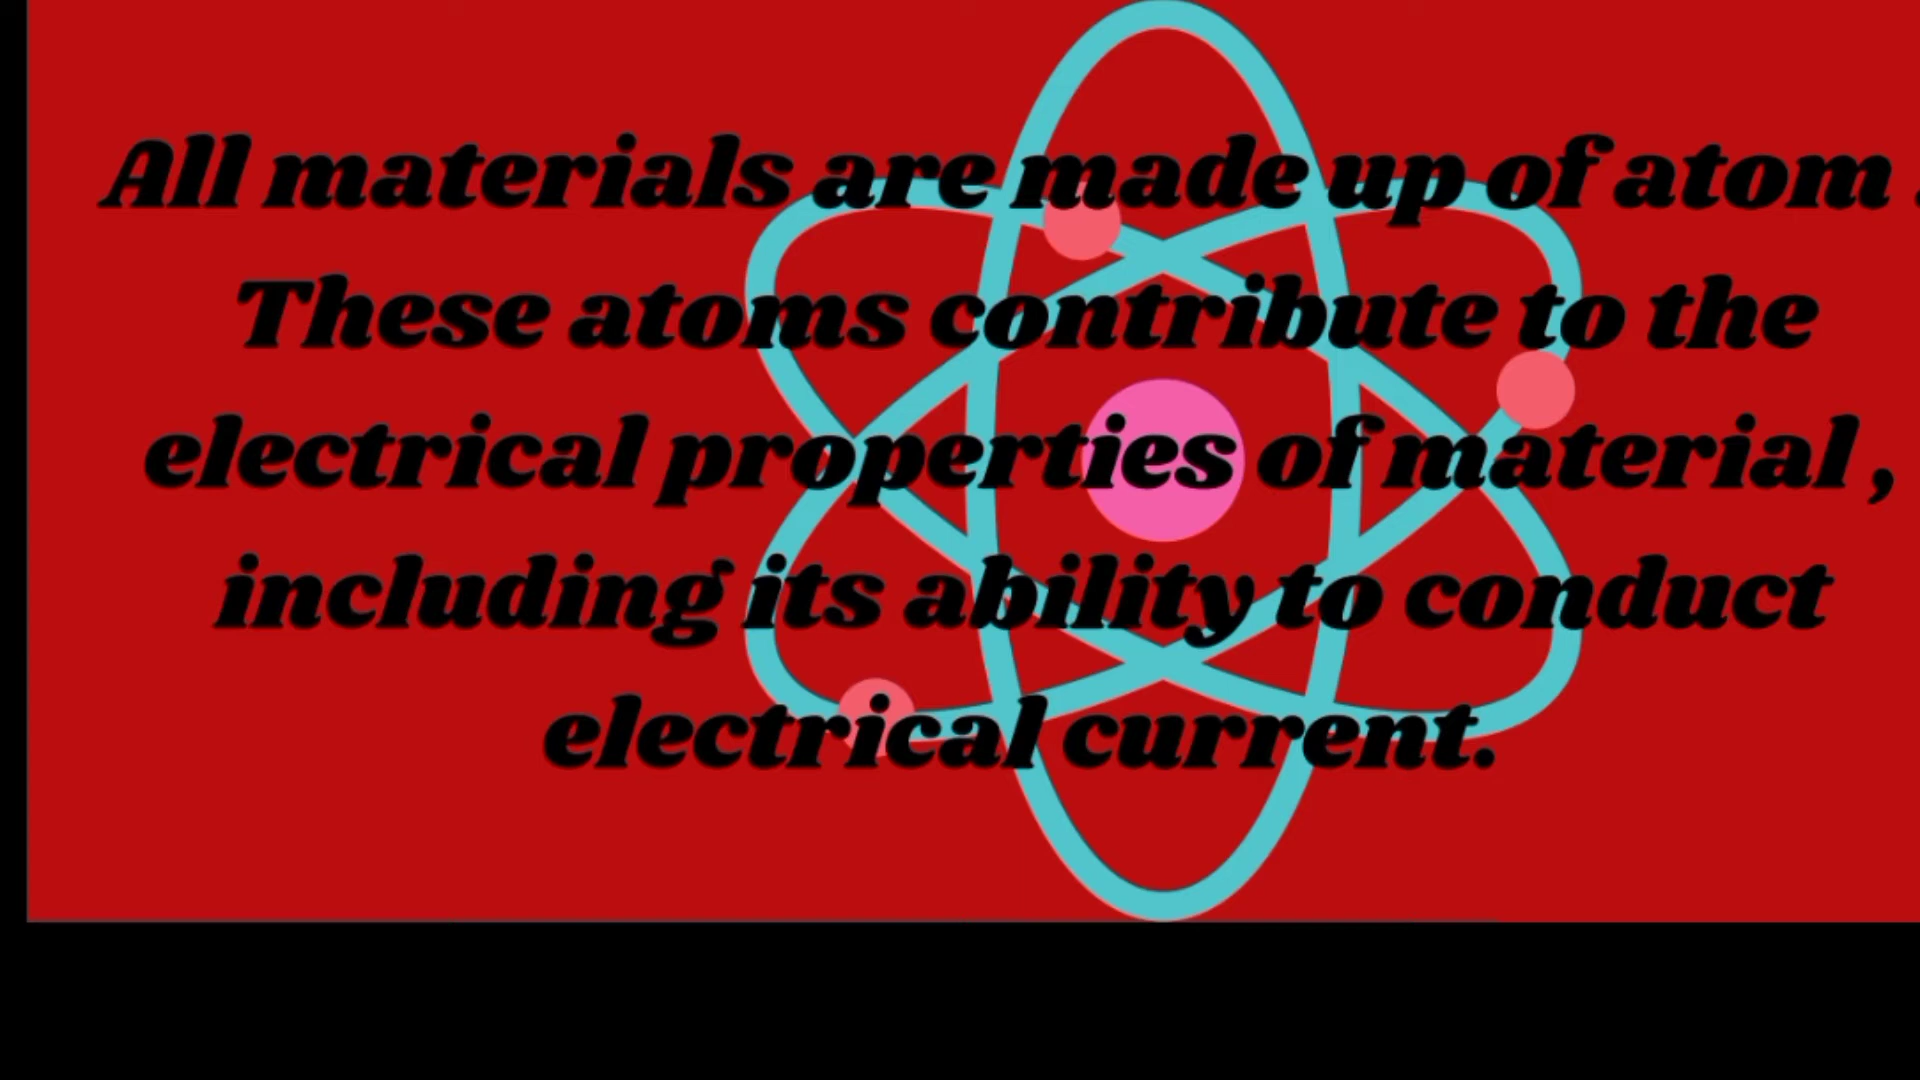 All materials are made up of atom .
These atoms contribute to the
electrical properties of material ,
including its ability to conduct
electrical current.